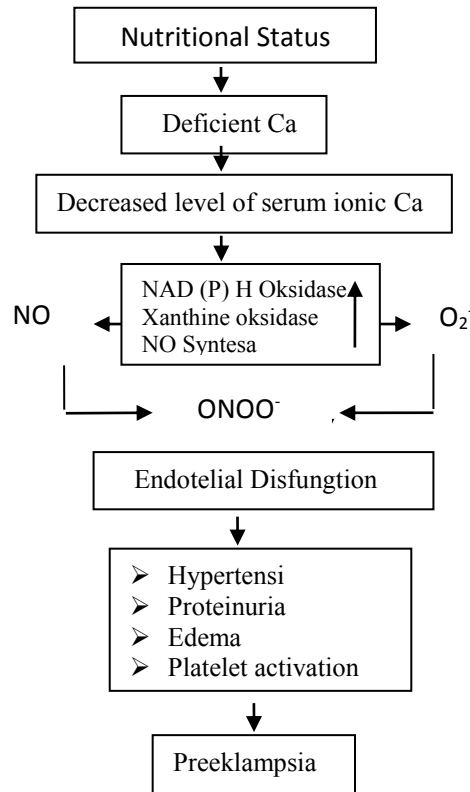 Nutritional Status
Deficient Ca
Decreased level of serum ionic Ca
NAD (P) H Oksidase
Xanthine oksidase
NO Syntesa
NO
O₂⁻
ONOO⁻
Endotelial Disfungtion
➢ Hypertensi
➢ Proteinuria
➢ Edema
➢ Platelet activation
Preeklampsia